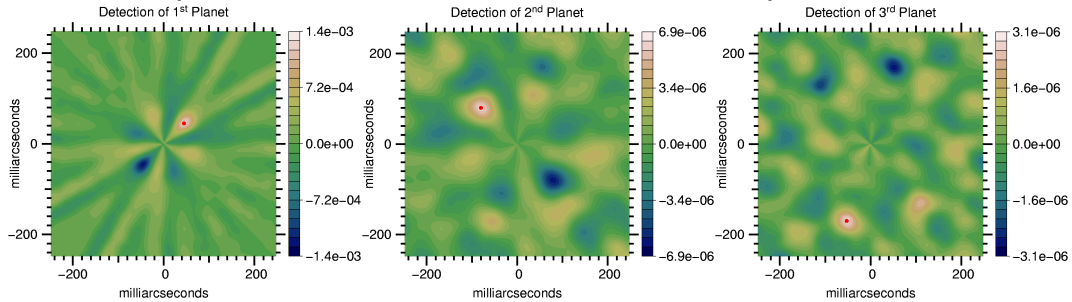 Detection of 1st Planet
200
0
−200
milliarcseconds
−200 0 200
milliarcseconds
1.4e−03
7.2e−04
0.0e+00
−7.2e−04
−1.4e−03
Detection of 2nd Planet
200
0
−200
milliarcseconds
−200 0 200
milliarcseconds
6.9e−06
3.4e−06
0.0e+00
−3.4e−06
−6.9e−06
Detection of 3rd Planet
200
0
−200
milliarcseconds
−200 0 200
milliarcseconds
3.1e−06
1.6e−06
0.0e+00
−1.6e−06
−3.1e−06